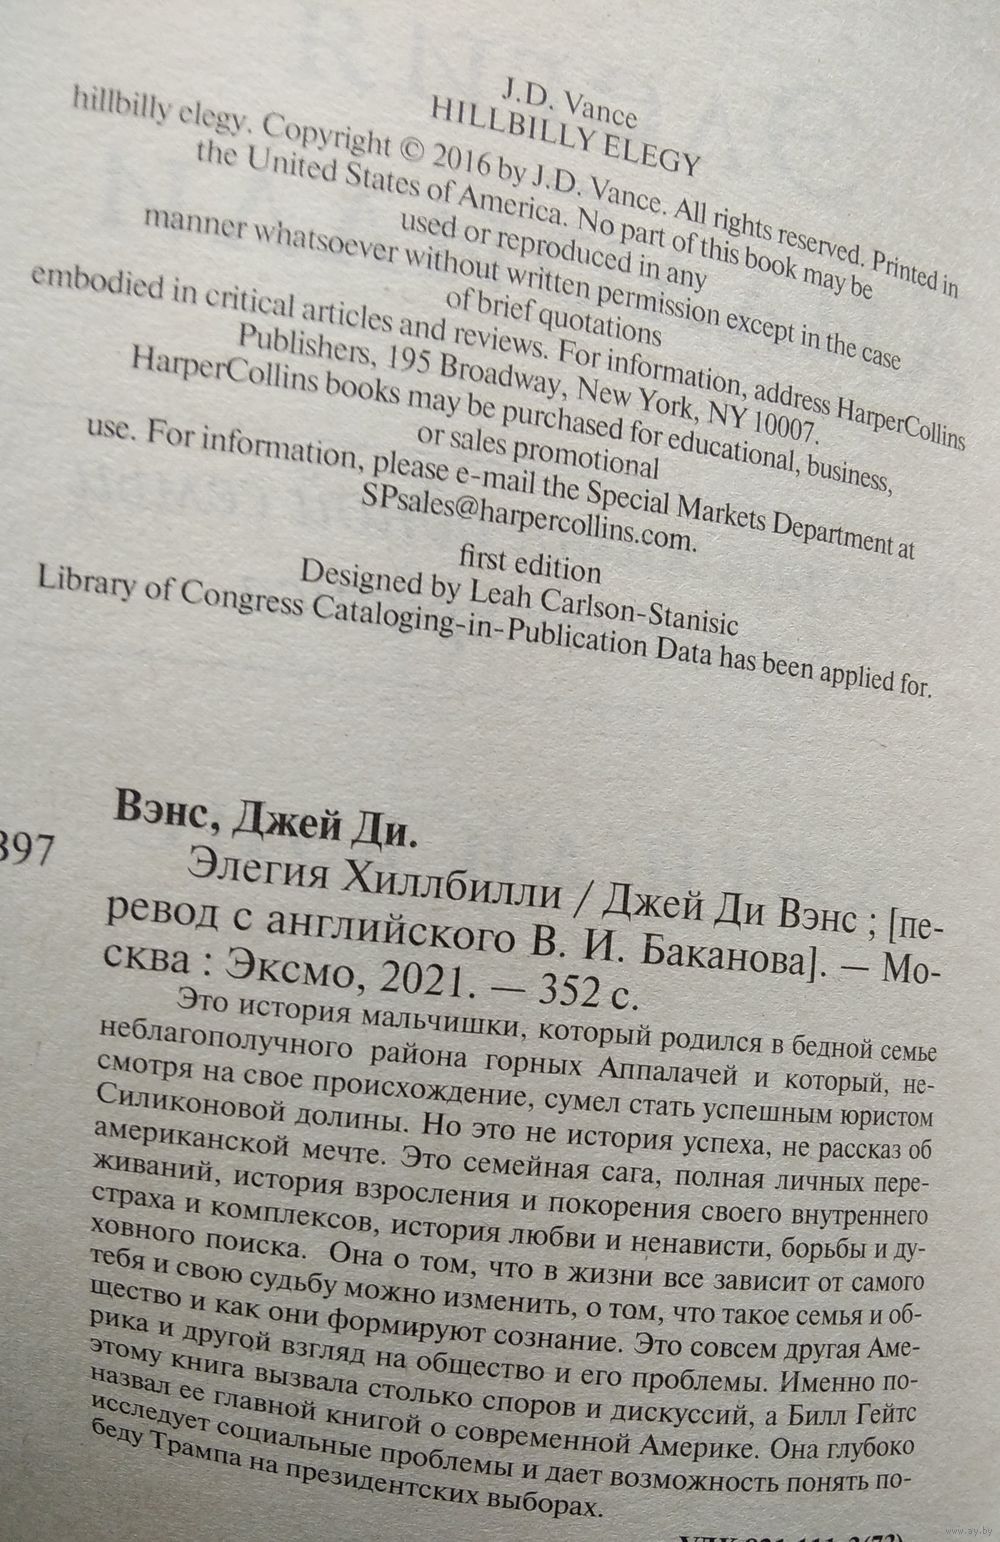 J.D. Vance
HILLBILLY ELEGY
hillbilly elegy. Copyright © 2016 by J.D. Vance. All rights reserved. Printed in
the United States of America. No part of this book may be
used or reproduced in any
manner whatsoever without written permission except in the case
of brief quotations
embodied in critical articles and reviews. For information, address HarperCollins
Publishers, 195 Broadway, New York, NY 10007.
HarperCollins books may be purchased for educational, business,
or sales promotional
use. For information, please e-mail the Special Markets Department at
SPsales@harpercollins.com.
first edition
Designed by Leah Carlson-Stanisic
Library of Congress Cataloging-in-Publication Data has been applied for.
Вэнс, Джей Ди.
897
Элегия Хиллбилли / Джей Ди Вэнс ; [пе-
ревод с английского В. И. Баканова]. — Мо-
сква : Эксмо, 2021. — 352 с.
Это история мальчишки, который родился в бедной семье
неблагополучного района горных Аппалачей и который, не-
смотря на свое происхождение, сумел стать успешным юристом
Силиконовой долины. Но это не история успеха, не рассказ об
американской мечте. Это семейная сага, полная личных пере-
живаний, история взросления и покорения своего внутреннего
страха и комплексов, история любви и ненависти, борьбы и ду-
ховного поиска. Она о том, что в жизни все зависит от самого
тебя и свою судьбу можно изменить, о том, что такое семья и об-
щество и как они формируют сознание. Это совсем другая Аме-
рика и другой взгляд на общество и его проблемы. Именно по-
этому книга вызвала столько споров и дискуссий, а Билл Гейтс
назвал ее главной книгой о современной Америке. Она глубоко
исследует социальные проблемы и дает возможность понять по-
беду Трампа на президентских выборах.
www.ay.by